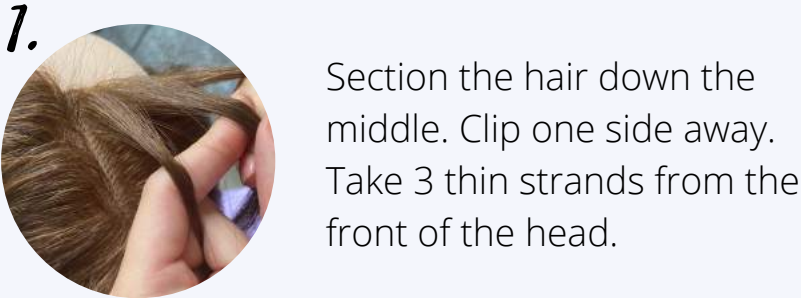 1.
Section the hair down the
middle. Clip one side away.
Take 3 thin strands from the
front of the head.